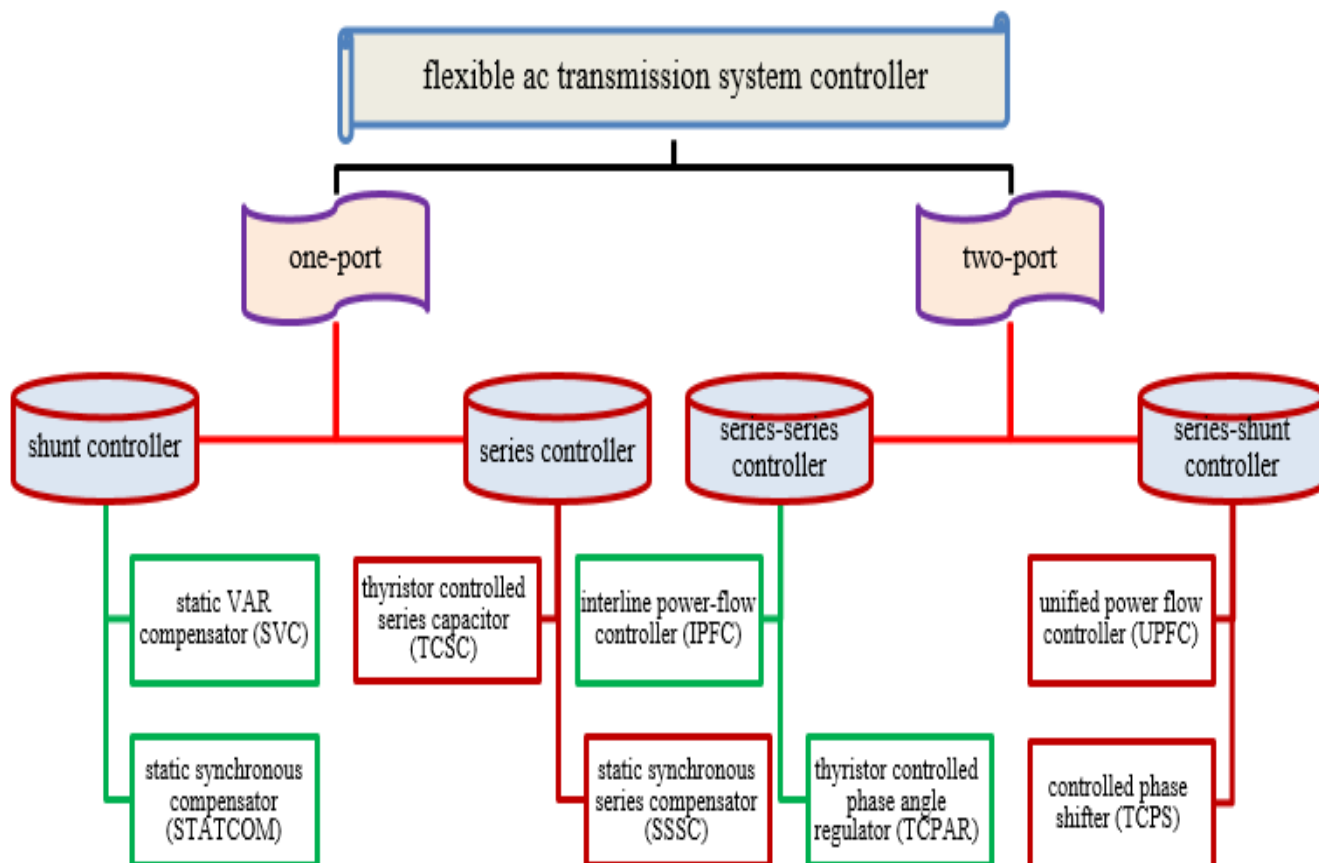 flexible ac transmission system controller
one-port
two-port
shunt controller
series controller
series-series
controller
series-shunt
controller
static VAR
compensator (SVC)
thyristor controlled
series capacitor
(TCSC)
interline power-flow
controller (IPFC)
unified power flow
controller (UPFC)
static synchronous
compensator
(STATCOM)
static synchronous
series compensator
(SSSC)
thyristor controlled
phase angle
regulator (TCPAR)
controlled phase
shifter (TCPS)